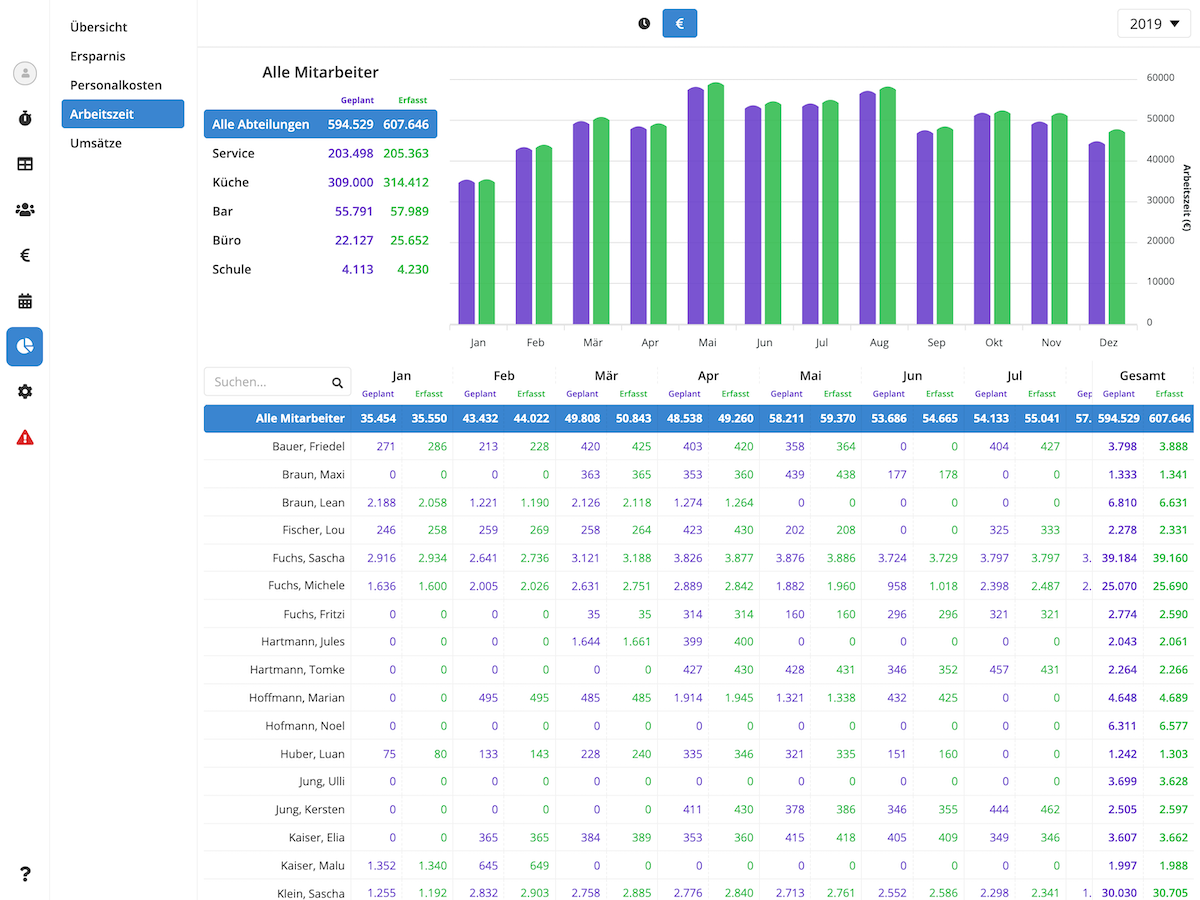 Übersicht
Ersparnis
Personalkosten
Arbeitszeit
Umsätze
€
2019
Alle Mitarbeiter
Geplant Erfasst
Alle Abteilungen 594.529 607.646
Service 203.498 205.363
Küche 309.000 314.412
Bar 55.791 57.989
Büro 22.127 25.652
Schule 4.113 4.230
60000
50000
40000
30000
20000
10000
0
Arbeitszeit (€)
Jan Feb Mär Apr Mai Jun Jul Aug Sep Okt Nov Dez
Suchen...
Jan Feb Mär Apr Mai Jun Jul Gesamt
Geplant Erfasst Geplant Erfasst Geplant Erfasst Geplant Erfasst Geplant Erfasst Geplant Erfasst Geplant Erfasst Gep Geplant Erfasst
Alle Mitarbeiter 35.454 35.550 43.432 44.022 49.808 50.843 48.538 49.260 58.211 59.370 53.686 54.665 54.133 55.041 57. 594.529 607.646
Bauer, Friedel 271 286 213 228 420 425 403 420 358 364 0 0 404 427 3.798 3.888
Braun, Maxi 0 0 0 0 363 365 353 360 439 438 177 178 0 0 1.333 1.341
Braun, Lean 2.188 2.058 1.221 1.190 2.126 2.118 1.274 1.264 0 0 0 0 0 0 6.810 6.631
Fischer, Lou 246 258 259 269 258 264 423 430 202 208 0 0 325 333 2.278 2.331
Fuchs, Sascha 2.916 2.934 2.641 2.736 3.121 3.188 3.826 3.877 3.876 3.886 3.724 3.729 3.797 3.797 3. 39.184 39.160
Fuchs, Michele 1.636 1.600 2.005 2.026 2.631 2.751 2.889 2.842 1.882 1.960 958 1.018 2.398 2.487 2. 25.070 25.690
Fuchs, Fritzi 0 0 0 0 35 35 314 314 160 160 296 296 321 321 2.774 2.590
Hartmann, Jules 0 0 0 0 1.644 1.661 399 400 0 0 0 0 0 0 2.043 2.061
Hartmann, Tomke 0 0 0 0 0 0 427 430 428 431 346 352 457 431 2.264 2.266
Hoffmann, Marian 0 0 495 495 485 485 1.914 1.945 1.321 1.338 432 425 0 0 4.648 4.689
Hofmann, Noel 0 0 0 0 0 0 0 0 0 0 0 0 0 0 6.311 6.577
Huber, Luan 75 80 133 143 228 240 335 346 321 335 151 160 0 0 1.242 1.303
Jung, Ulli 0 0 0 0 0 0 0 0 0 0 0 0 0 0 3.699 3.628
Jung, Kersten 0 0 0 0 0 0 411 430 378 386 346 355 444 462 2.505 2.597
Kaiser, Elia 0 0 365 365 384 389 353 360 415 418 405 409 349 346 3.607 3.662
Kaiser, Malu 1.352 1.340 645 649 0 0 0 0 0 0 0 0 0 0 1.997 1.988
Klein, Sascha 1.255 1.192 2.832 2.903 2.758 2.885 2.776 2.840 2.713 2.761 2.552 2.586 2.298 2.341 1. 30.030 30.705
€
?